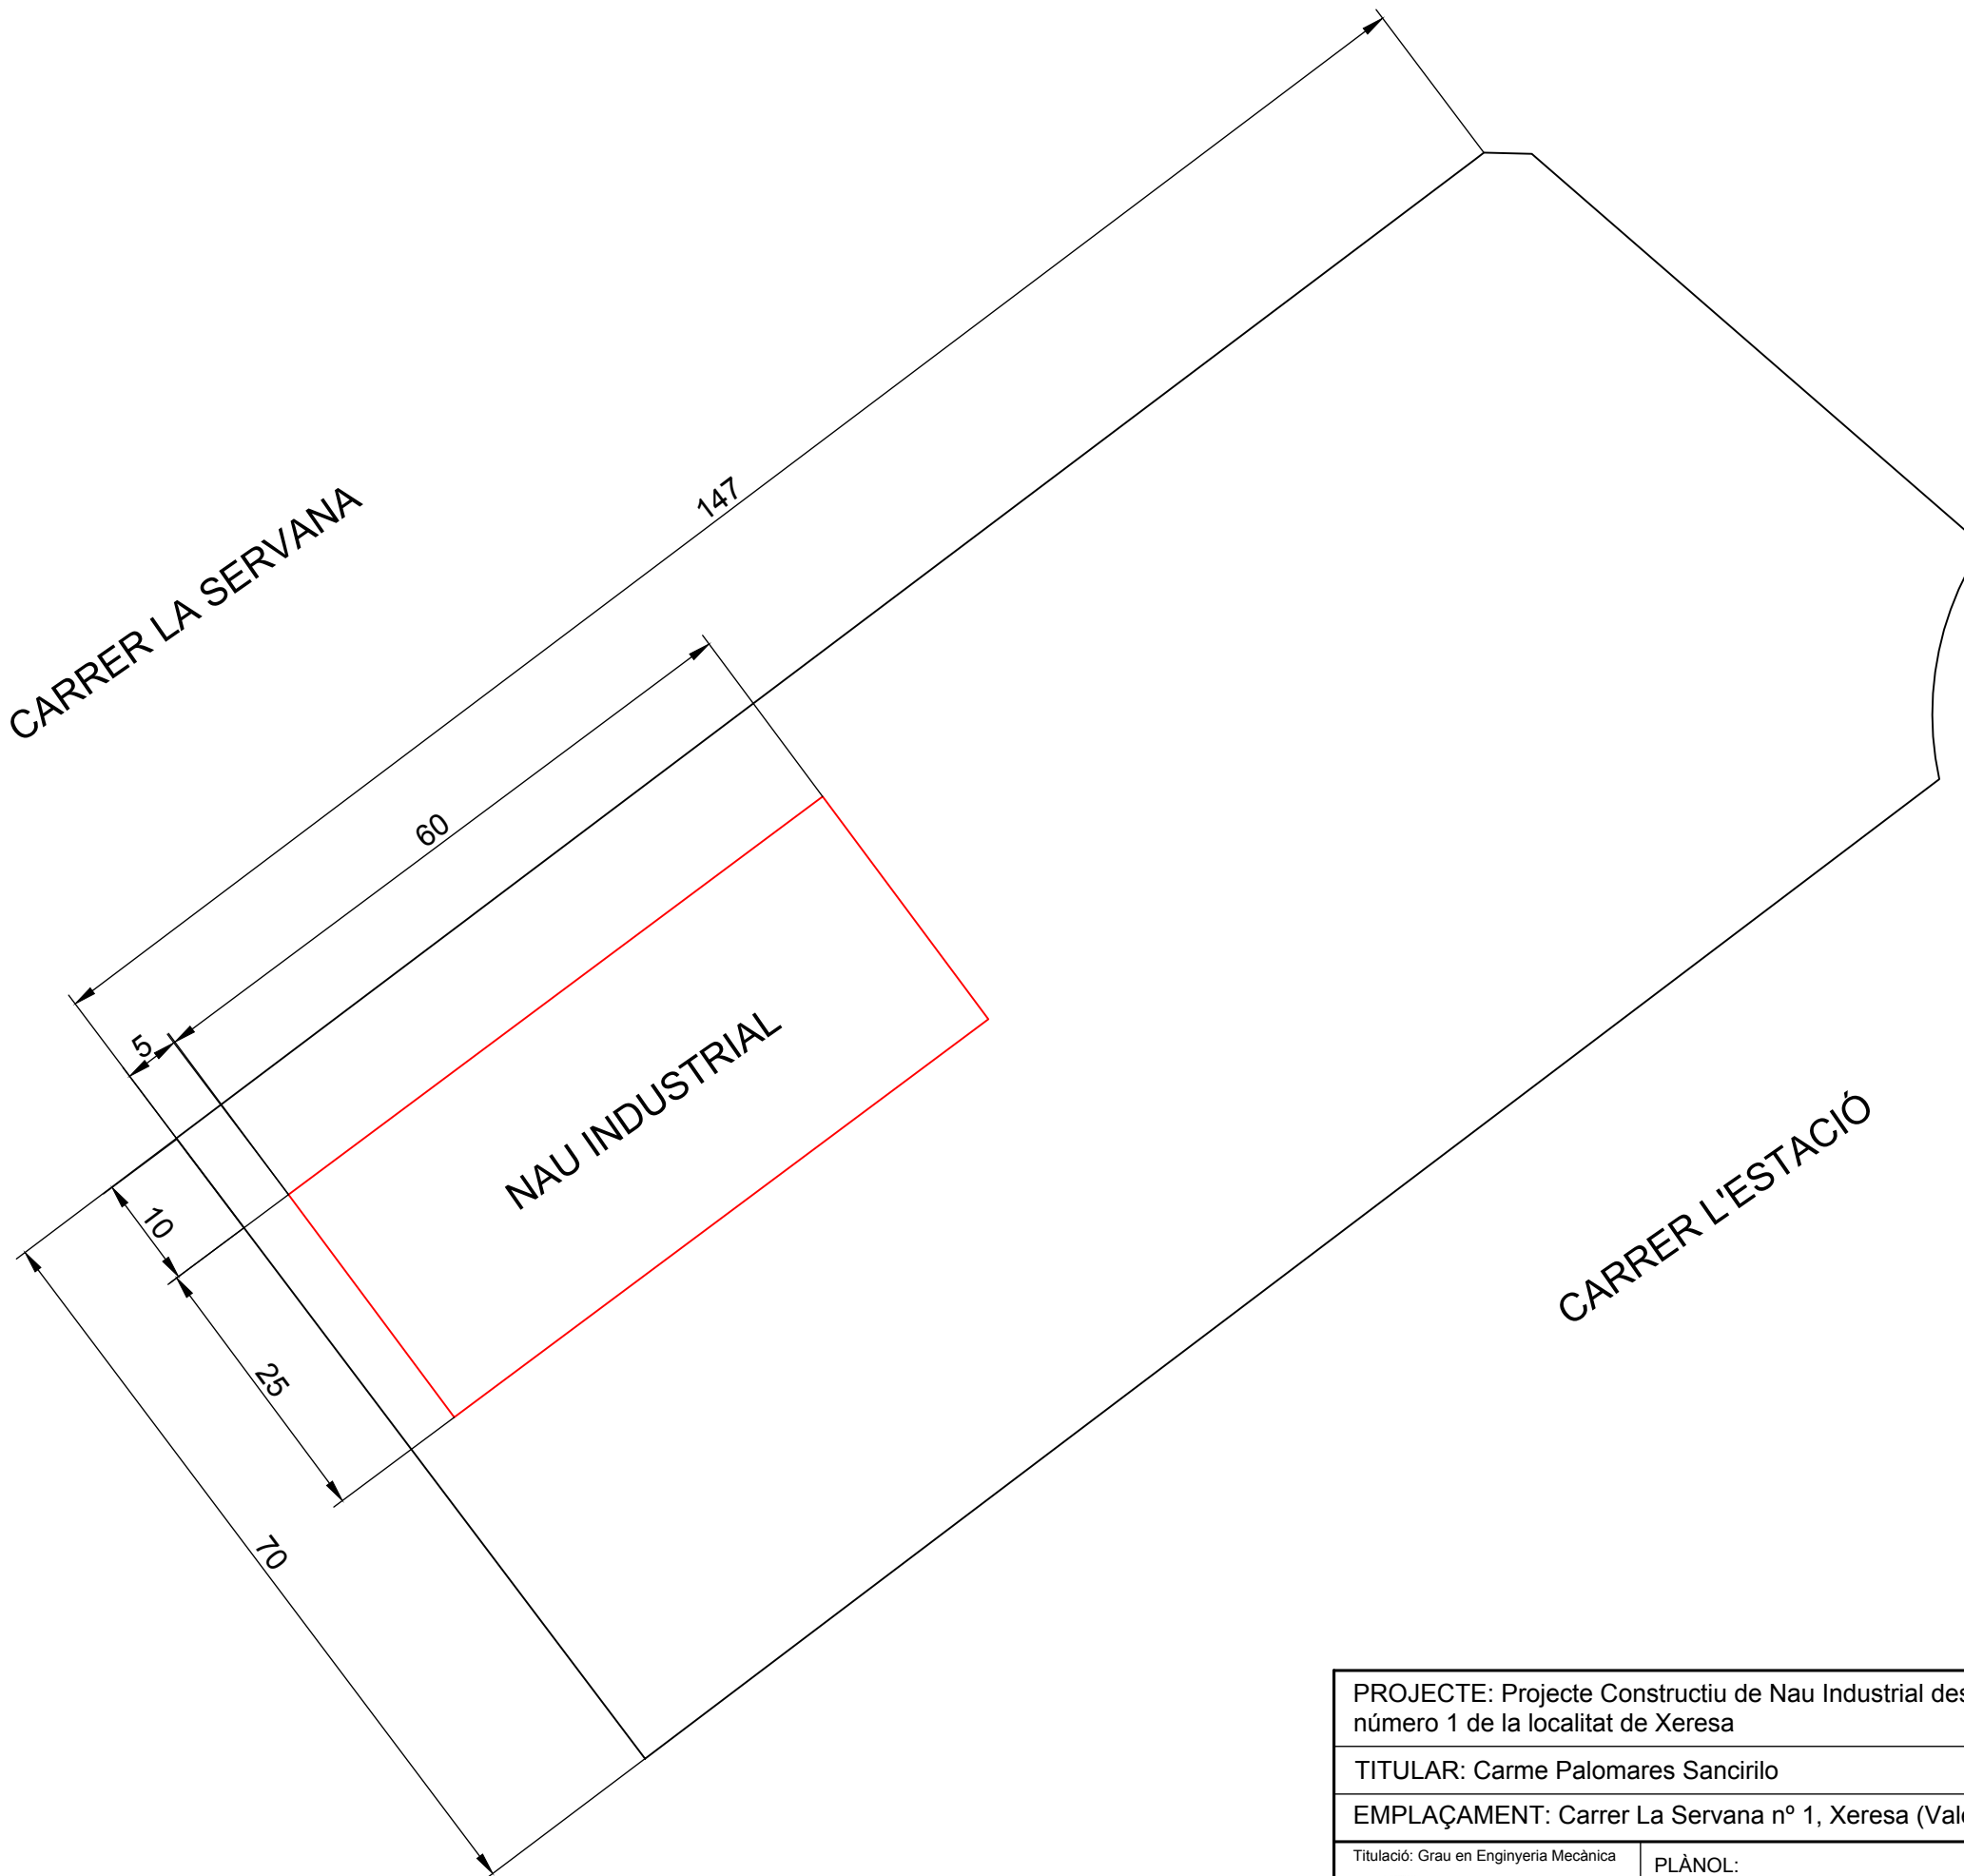 147
CARRER LA SERVANA
60
5
NAU INDUSTRIAL
10
25
CARRER L'ESTACIÓ
70
PROJECTE: Projecte Constructiu de Nau Industrial
número 1 de la localitat de Xeresa
TITULAR: Carme Palomares Sancirilo
EMPLAÇAMENT: Carrer La Servana nº 1, Xeresa
Titulació: Grau en Enginyeria Mecànica
PLÀNOL: